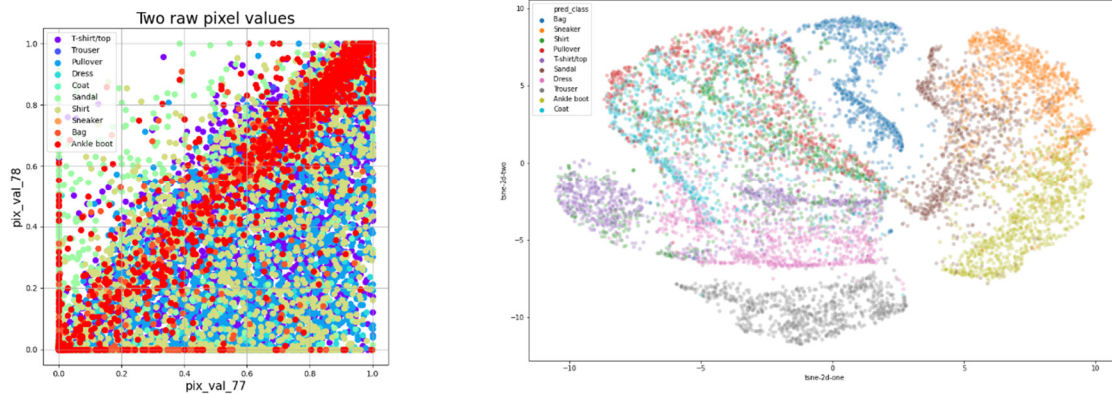 Two raw pixel values
1.0
0.8
0.6
0.4
0.2
0.0
pix_val_78
T-shirt/top
Trouser
Pullover
Dress
Coat
Sandal
Shirt
Sneaker
Bag
Ankle boot
0.0 0.2 0.4 0.6 0.8 1.0
pix_val_77
10
5
0
−5
−10
tsne-2d-two
pred_class
Bag
Sneaker
Shirt
Pullover
T-shirt/top
Sandal
Dress
Trouser
Ankle boot
Coat
−10 −5 0 5 10
tsne-2d-one